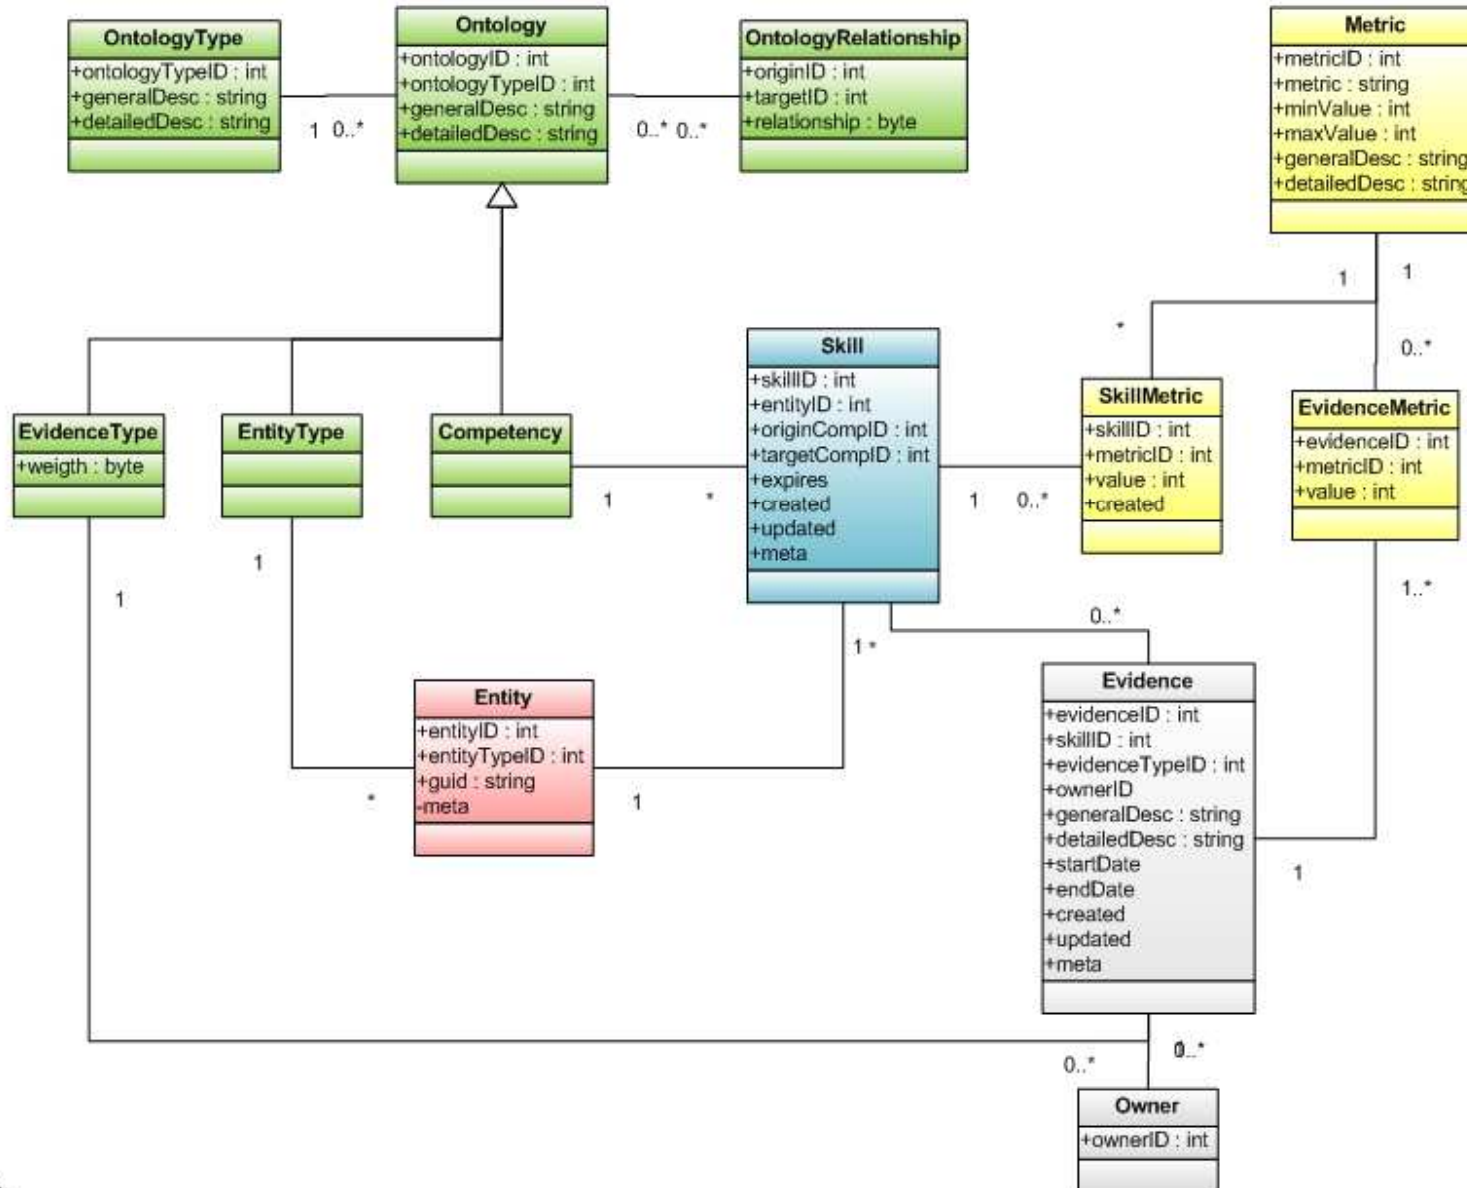 OntologyType
+ontologyTypeID : int
+generalDesc : string
+detailedDesc : string
Ontology
+ontologyID : int
+ontologyTypeID : int
+generalDesc : string
+detailedDesc : string
OntologyRelationship
+originID : int
+targetID : int
+relationship : byte
Metric
+metricID : int
+metric : string
+minValue : int
+maxValue : int
+generalDesc : string
+detailedDesc : string
1 0..*
0..* 0..*
1
1
*
0..*
EvidenceType
+weigth : byte
EntityType
Competency
Skill
+skillID : int
+entityID : int
+originCompID : int
+targetCompID : int
+expires
+created
+updated
+meta
SkillMetric
+skillID : int
+metricID : int
+value : int
+created
EvidenceMetric
+evidenceID : int
+metricID : int
+value : int
1
*
1
0..*
1
1
1 *
0..*
1..*
Entity
+entityID : int
+entityTypeID : int
+guid : string
-meta
*
1
Evidence
+evidenceID : int
+skillID : int
+evidenceTypeID : int
+ownerID
+generalDesc : string
+detailedDesc : string
+startDate
+endDate
+created
+updated
+meta
1
0..*
Owner
+ownerID : int